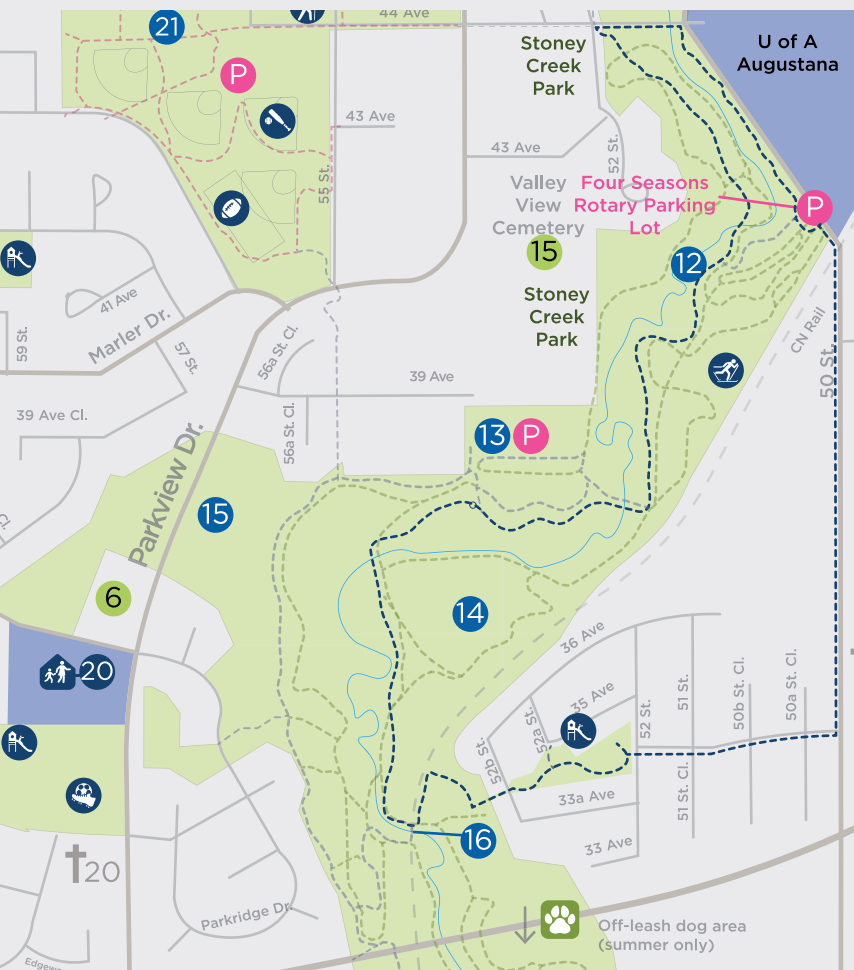 44 Ave
21
P
Stoney
Creek
Park
U of A
Augustana
43 Ave
43 Ave
52 St.
55 St.
Valley
View
Cemetery
15
Four Seasons
Rotary Parking
Lot
P
12
Stoney
Creek
Park
41 Ave
Marler Dr.
59 St.
57 St.
56a St. Cl.
39 Ave
CN Rail
50 St.
39 Ave Cl.
56a St. Cl.
13
P
Parkview Dr.
15
Cl.
6
14
36 Ave
20
35 Ave
52a St.
52b St.
52 St.
51 St.
50b St. Cl.
50a St. Cl.
33a Ave
51 St. Cl.
33 Ave
16
20
Parkridge Dr.
Off-leash dog area
(summer only)
Edgew